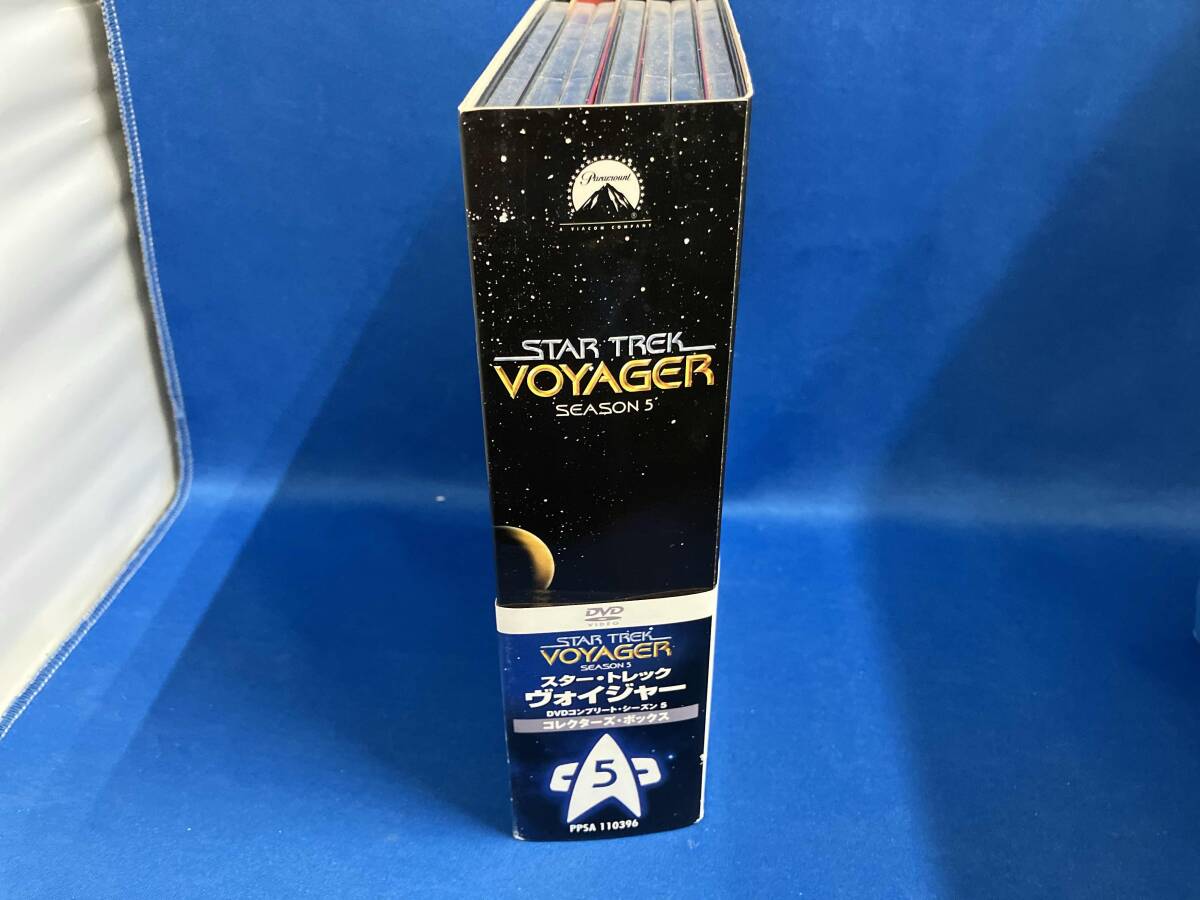 Paramount
®
A VIACOM COMPANY
STAR TREK
VOYAGER
SEASON 5
DVD
VIDEO
STAR TREK
VOYAGER
SEASON 5
スター・トレック
ヴォイジャー
DVDコンプリート・シーズン 5
コレクターズ・ボックス
5
PPSA 110396